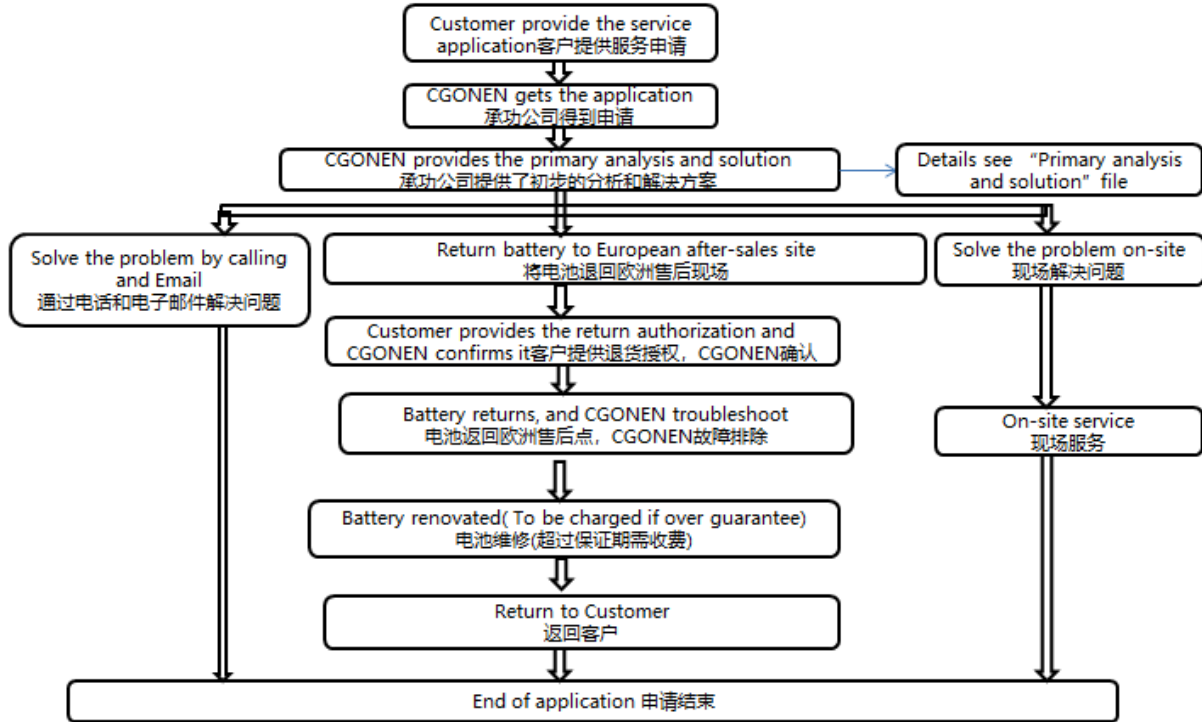 Customer provide the service
application客户提供服务申请
CGONEN gets the application
承功公司得到申请
CGONEN provides the primary analysis and solution
承功公司提供了初步的分析和解决方案
Details see “Primary analysis
and solution” file
Solve the problem by calling
and Email
通过电话和电子邮件解决问题
Return battery to European after-sales site
将电池退回欧洲售后现场
Solve the problem on-site
现场解决问题
Customer provides the return authorization and
CGONEN confirms it客户提供退货授权，CGONEN确认
Battery returns, and CGONEN troubleshoot
电池返回欧洲售后点，CGONEN故障排除
On-site service
现场服务
Battery renovated( To be charged if over guarantee)
电池维修(超过保证期需收费)
Return to Customer
返回客户
End of application 申请结束